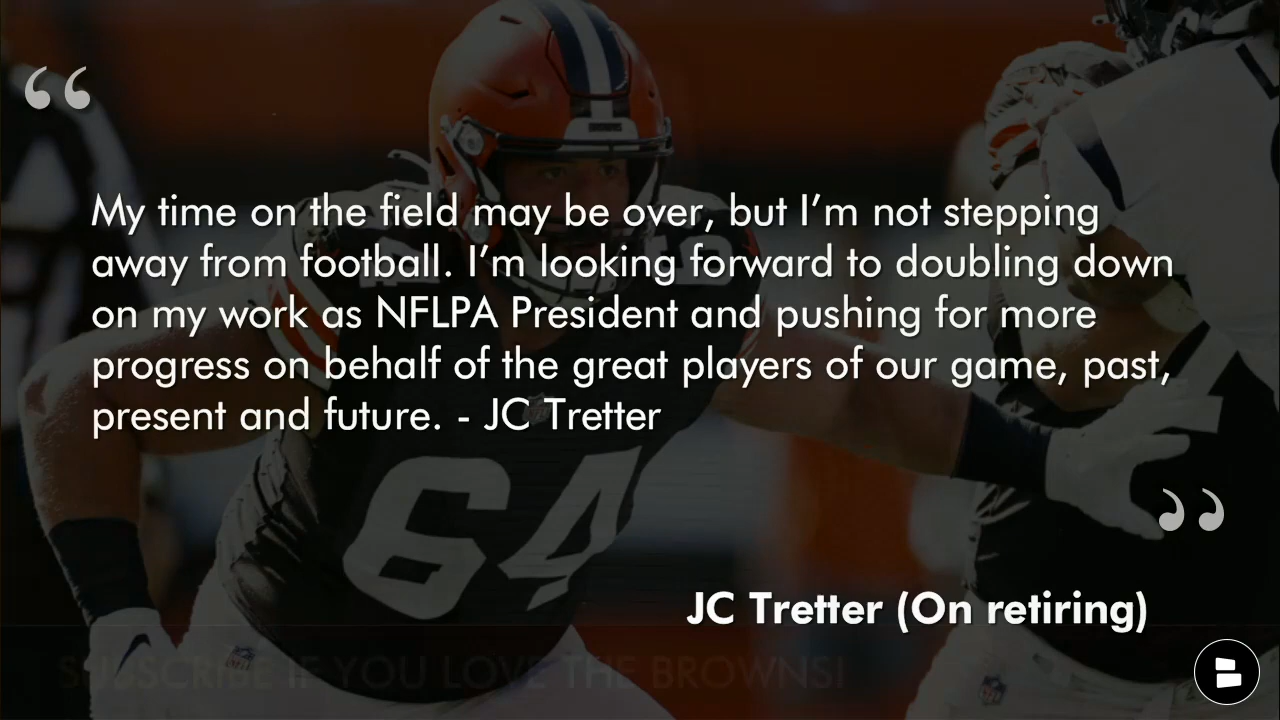 “
My time on the field may be over, but I’m not stepping
away from football. I’m looking forward to doubling down
on my work as NFLPA President and pushing for more
progress on behalf of the great players of our game, past,
present and future. - JC Tretter
”
64
JC Tretter (On retiring)
SUBSCRIBE IF YOU LOVE THE BROWNS!